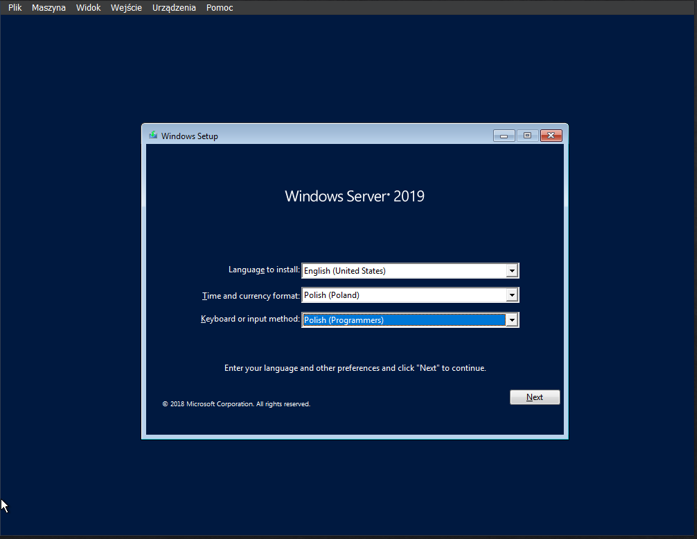 Plik Maszyna Widok Wejście Urządzenia Pomoc
Windows Setup
Windows Server® 2019
Language to install: English (United States)
Time and currency format: Polish (Poland)
Keyboard or input method: Polish (Programmers)
Enter your language and other preferences and click "Next" to continue.
© 2018 Microsoft Corporation. All rights reserved.
Next